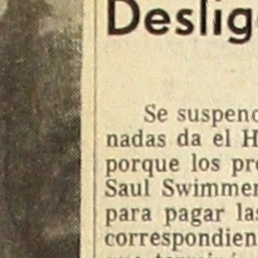 Deslig
Se suspend
nadas da el H
porque los pr
Saul Swimmer
para pagar las
correspondien